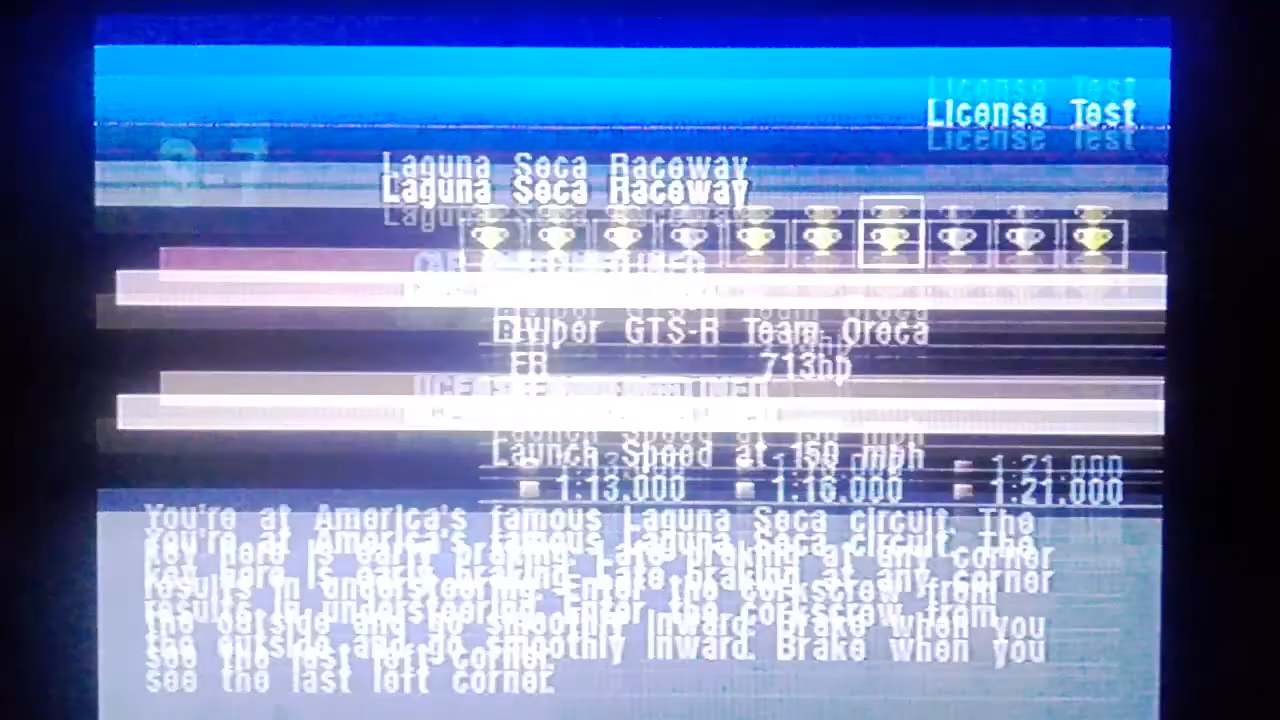 License Test
S-7
Laguna Seca Raceway
Viper GTS-R Team Oreca
FR 713hp
Launch Speed at 150 mph
1:13.000 1:16.000 1:21.000
You're at America's famous Laguna Seca circuit. The
key here is early braking. Late braking at any corner
results in understeering. Enter the corkscrew from
the outside and go smoothly inward. Brake when you
see the last left corner.